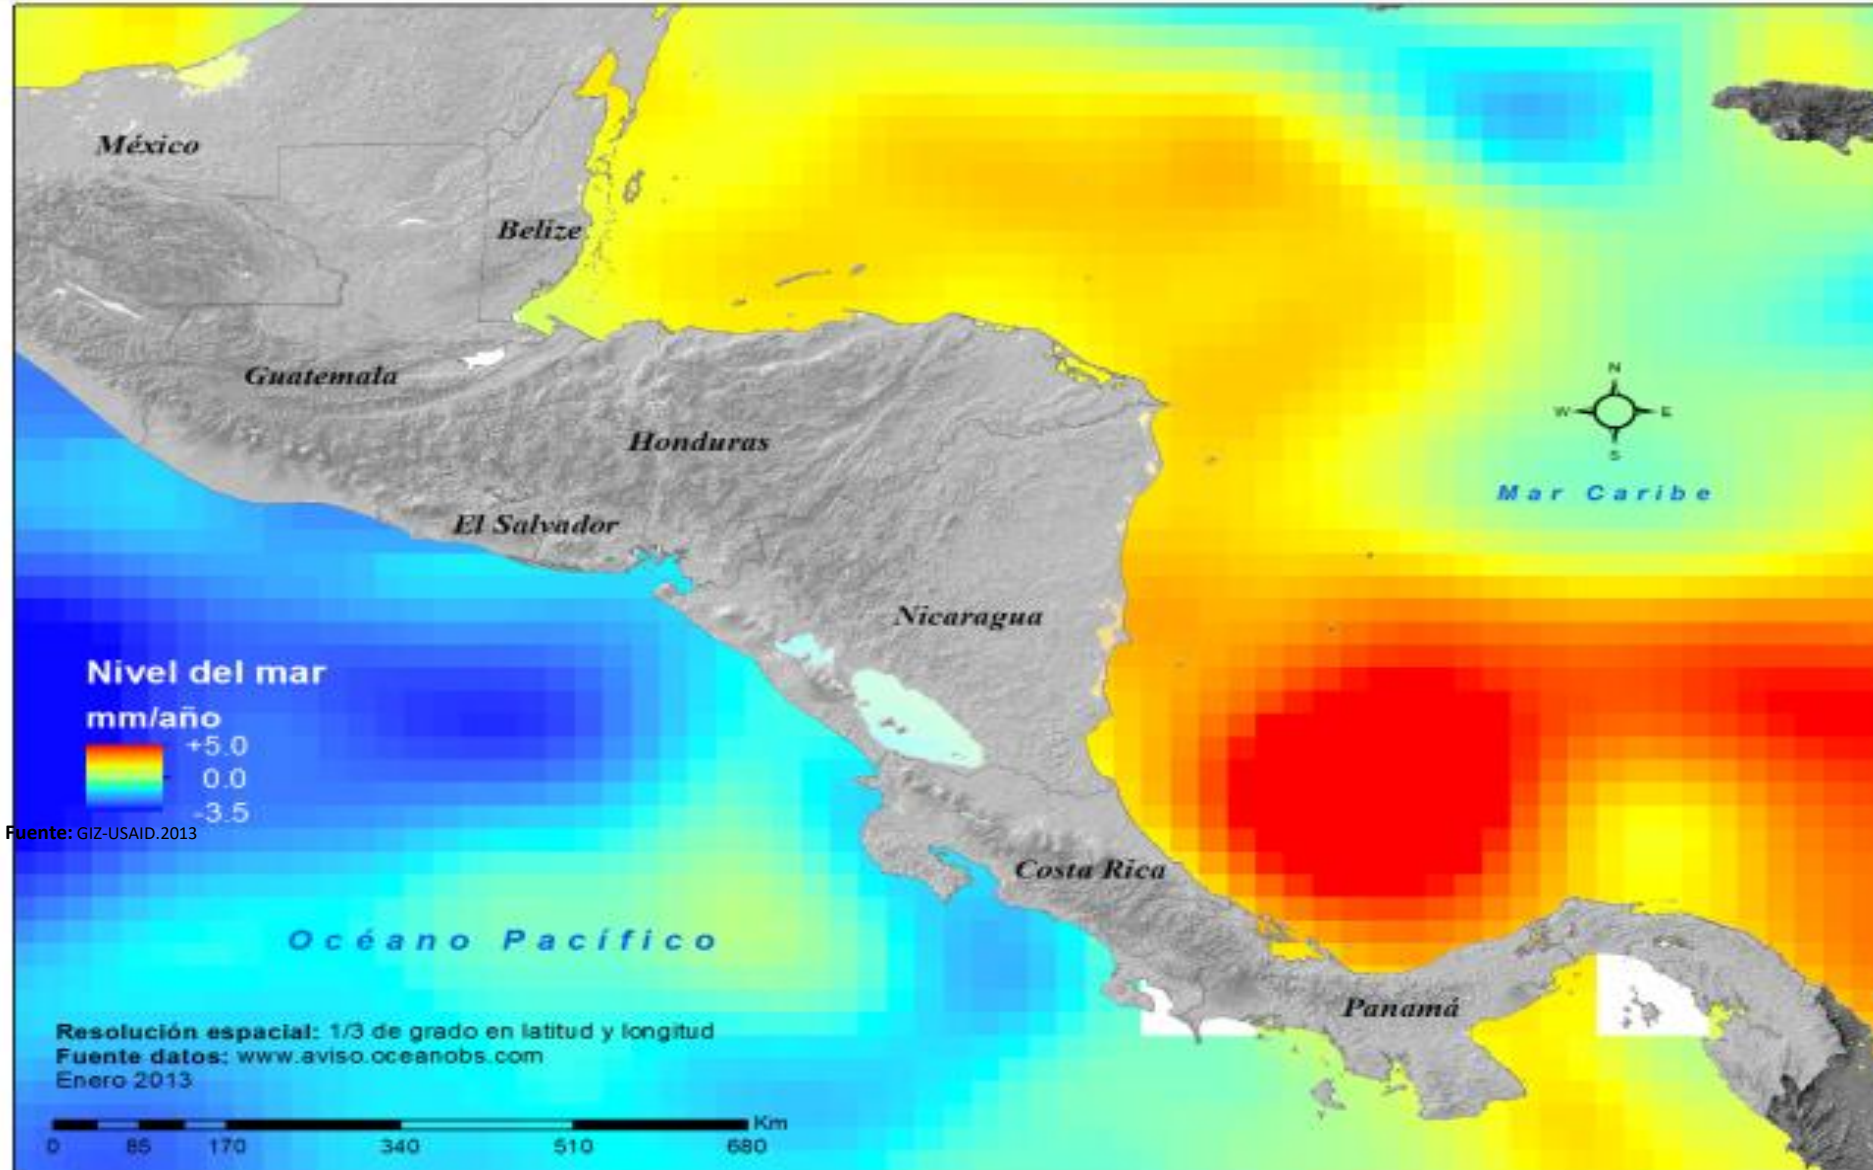 México
Belize
Guatemala
Honduras
El Salvador
Nicaragua
Costa Rica
Panamá
N
W E
S
Mar Caribe
Océano Pacífico
Nivel del mar
mm/año
+5.0
0.0
-3.5
Fuente: GIZ-USAID.2013
Resolución espacial: 1/3 de grado en latitud y longitud
Fuente datos: www.aviso.oceanobs.com
Enero 2013
Km
0 85 170 340 510 680